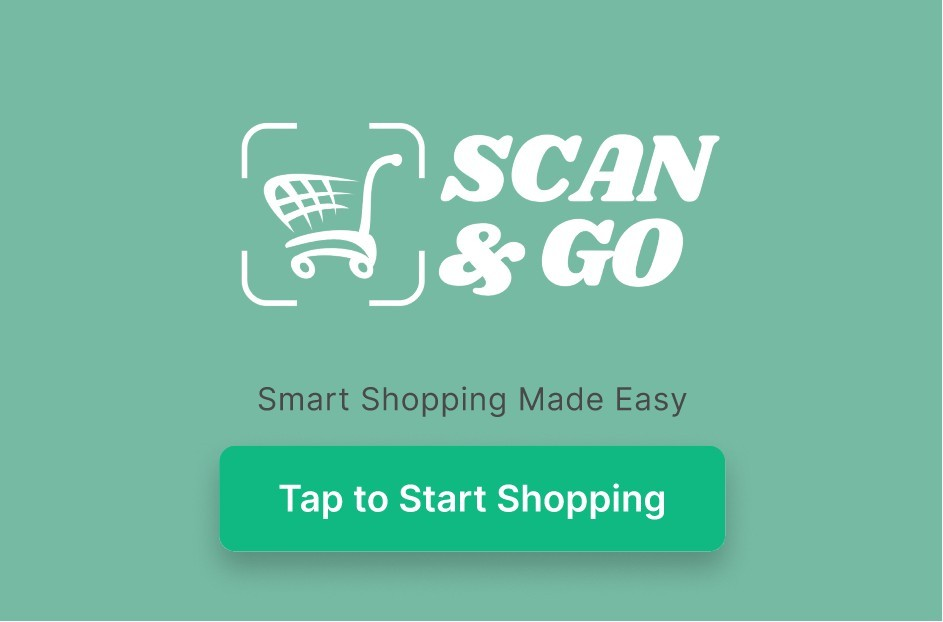 SCAN
& GO
Smart Shopping Made Easy
Tap to Start Shopping